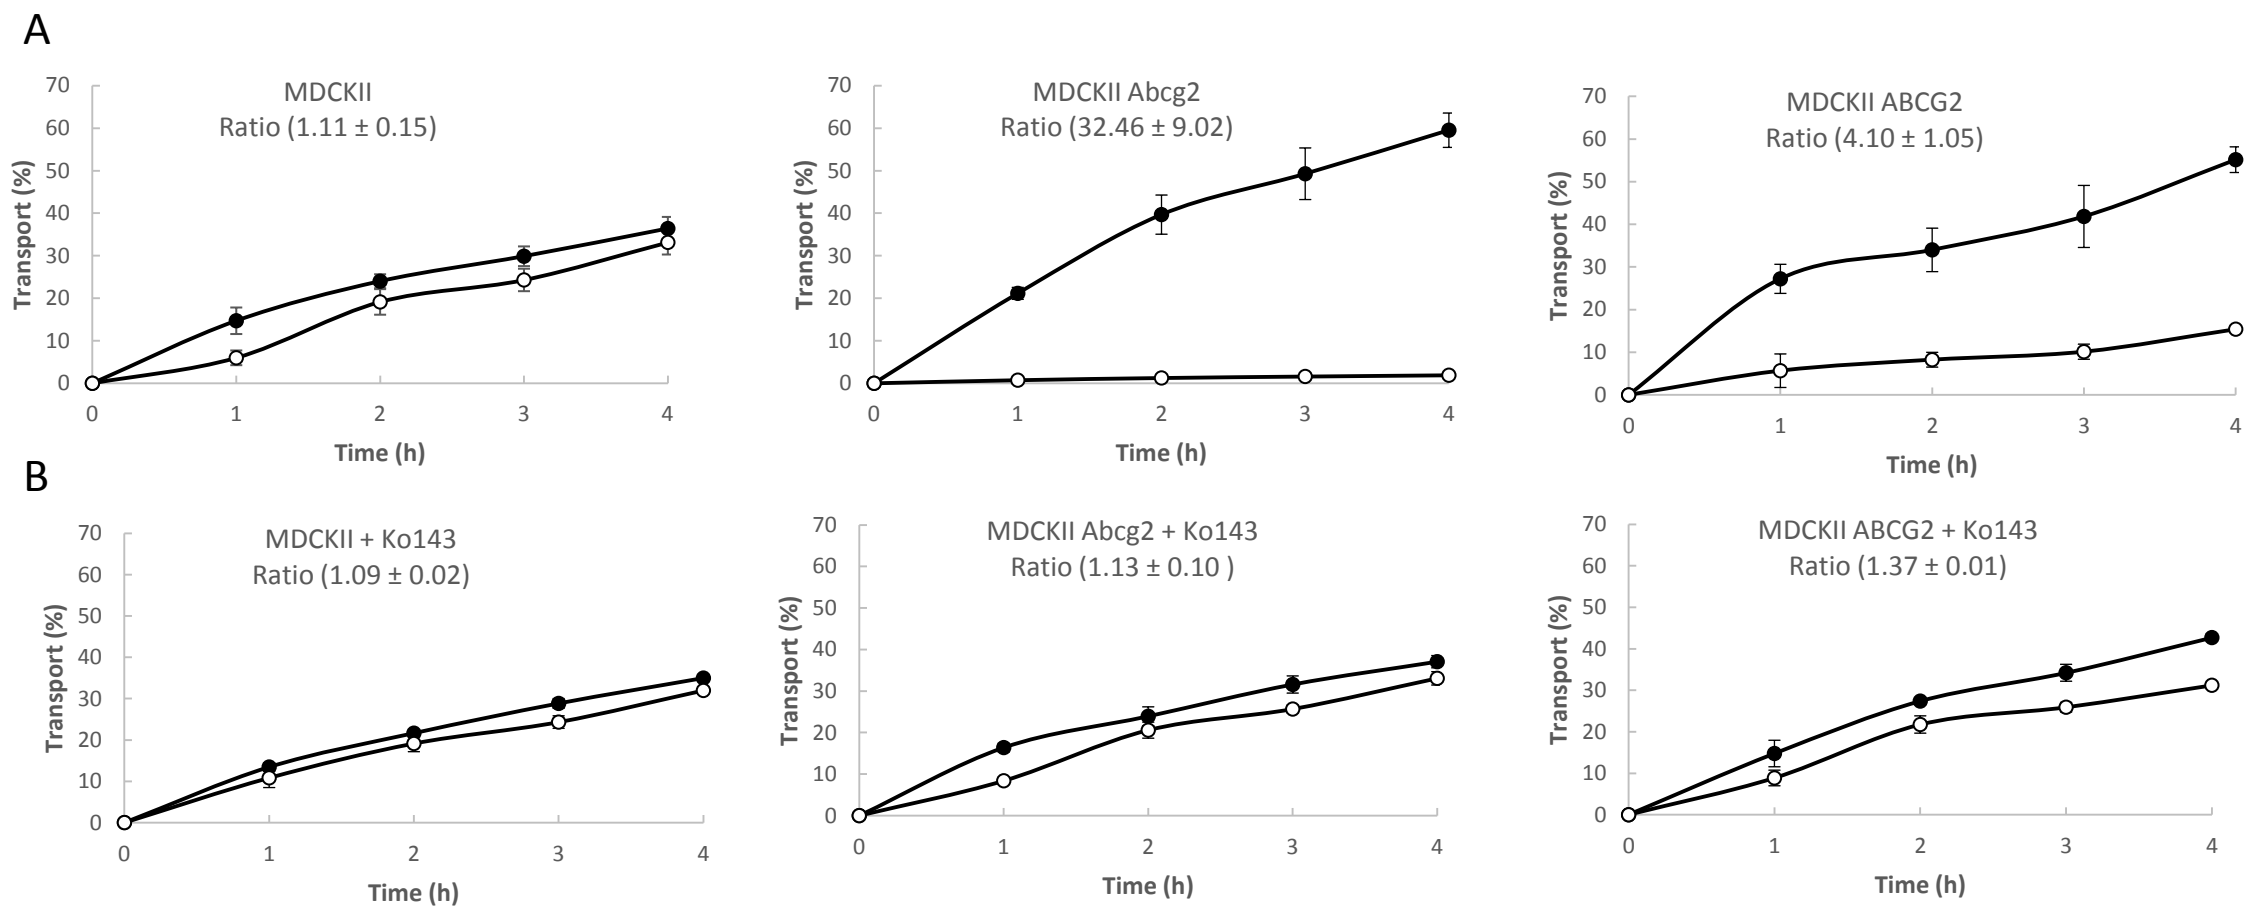 A
MDCKII
Ratio (1.11 ± 0.15)
70
60
50
40
30
20
10
0
Transport (%)
0 1 2 3 4
Time (h)
MDCKII Abcg2
Ratio (32.46 ± 9.02)
70
60
50
40
30
20
10
0
Transport (%)
0 1 2 3 4
Time (h)
MDCKII ABCG2
Ratio (4.10 ± 1.05)
70
60
50
40
30
20
10
0
Transport (%)
0 1 2 3 4
Time (h)
B
MDCKII + Ko143
Ratio (1.09 ± 0.02)
70
60
50
40
30
20
10
0
Transport (%)
0 1 2 3 4
Time (h)
MDCKII Abcg2 + Ko143
Ratio (1.13 ± 0.10 )
70
60
50
40
30
20
10
0
Transport (%)
0 1 2 3 4
Time (h)
MDCKII ABCG2 + Ko143
Ratio (1.37 ± 0.01)
70
60
50
40
30
20
10
0
Transport (%)
0 1 2 3 4
Time (h)